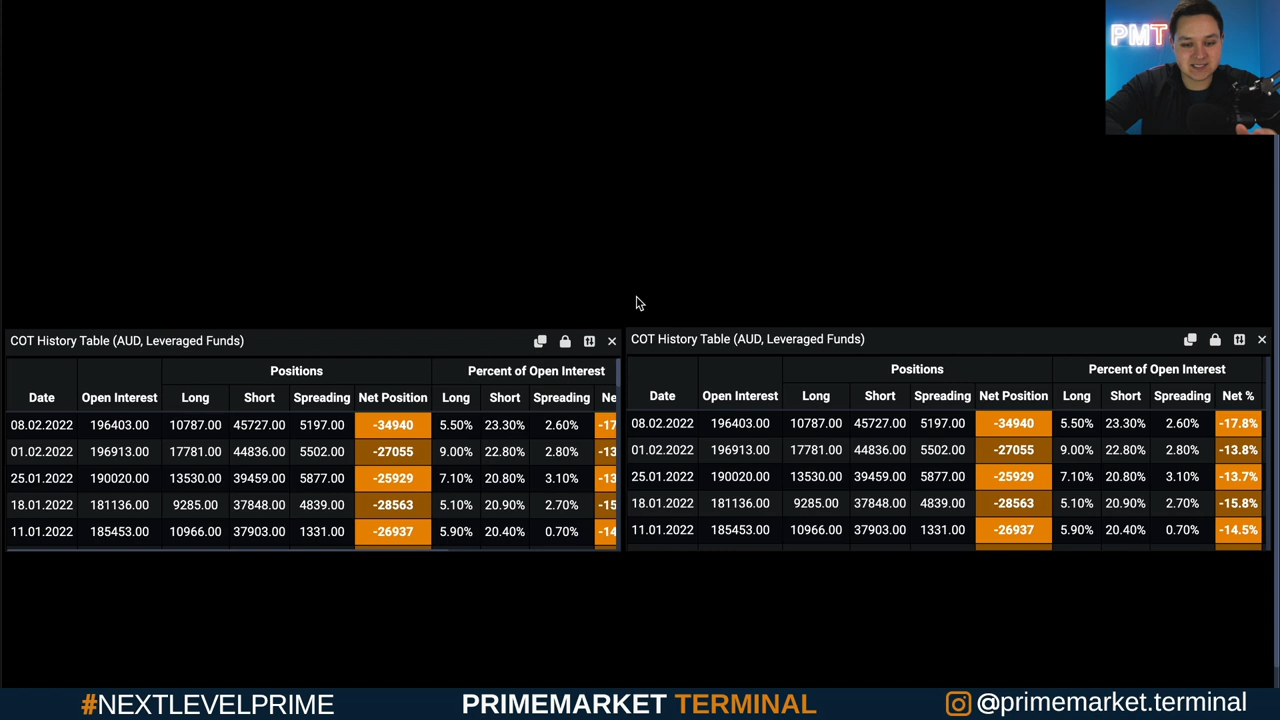 PMT
COT History Table (AUD, Leveraged Funds)
Positions Percent of Open Interest
Date Open Interest Long Short Spreading Net Position Long Short Spreading Ne
08.02.2022 196403.00 10787.00 45727.00 5197.00 -34940 5.50% 23.30% 2.60% -17
01.02.2022 196913.00 17781.00 44836.00 5502.00 -27055 9.00% 22.80% 2.80% -13
25.01.2022 190020.00 13530.00 39459.00 5877.00 -25929 7.10% 20.80% 3.10% -13
18.01.2022 181136.00 9285.00 37848.00 4839.00 -28563 5.10% 20.90% 2.70% -15
11.01.2022 185453.00 10966.00 37903.00 1331.00 -26937 5.90% 20.40% 0.70% -14
COT History Table (AUD, Leveraged Funds)
Positions Percent of Open Interest
Date Open Interest Long Short Spreading Net Position Long Short Spreading Net %
08.02.2022 196403.00 10787.00 45727.00 5197.00 -34940 5.50% 23.30% 2.60% -17.8%
01.02.2022 196913.00 17781.00 44836.00 5502.00 -27055 9.00% 22.80% 2.80% -13.8%
25.01.2022 190020.00 13530.00 39459.00 5877.00 -25929 7.10% 20.80% 3.10% -13.7%
18.01.2022 181136.00 9285.00 37848.00 4839.00 -28563 5.10% 20.90% 2.70% -15.8%
11.01.2022 185453.00 10966.00 37903.00 1331.00 -26937 5.90% 20.40% 0.70% -14.5%
#NEXTLEVELPRIME PRIMEMARKET TERMINAL @primemarket.terminal